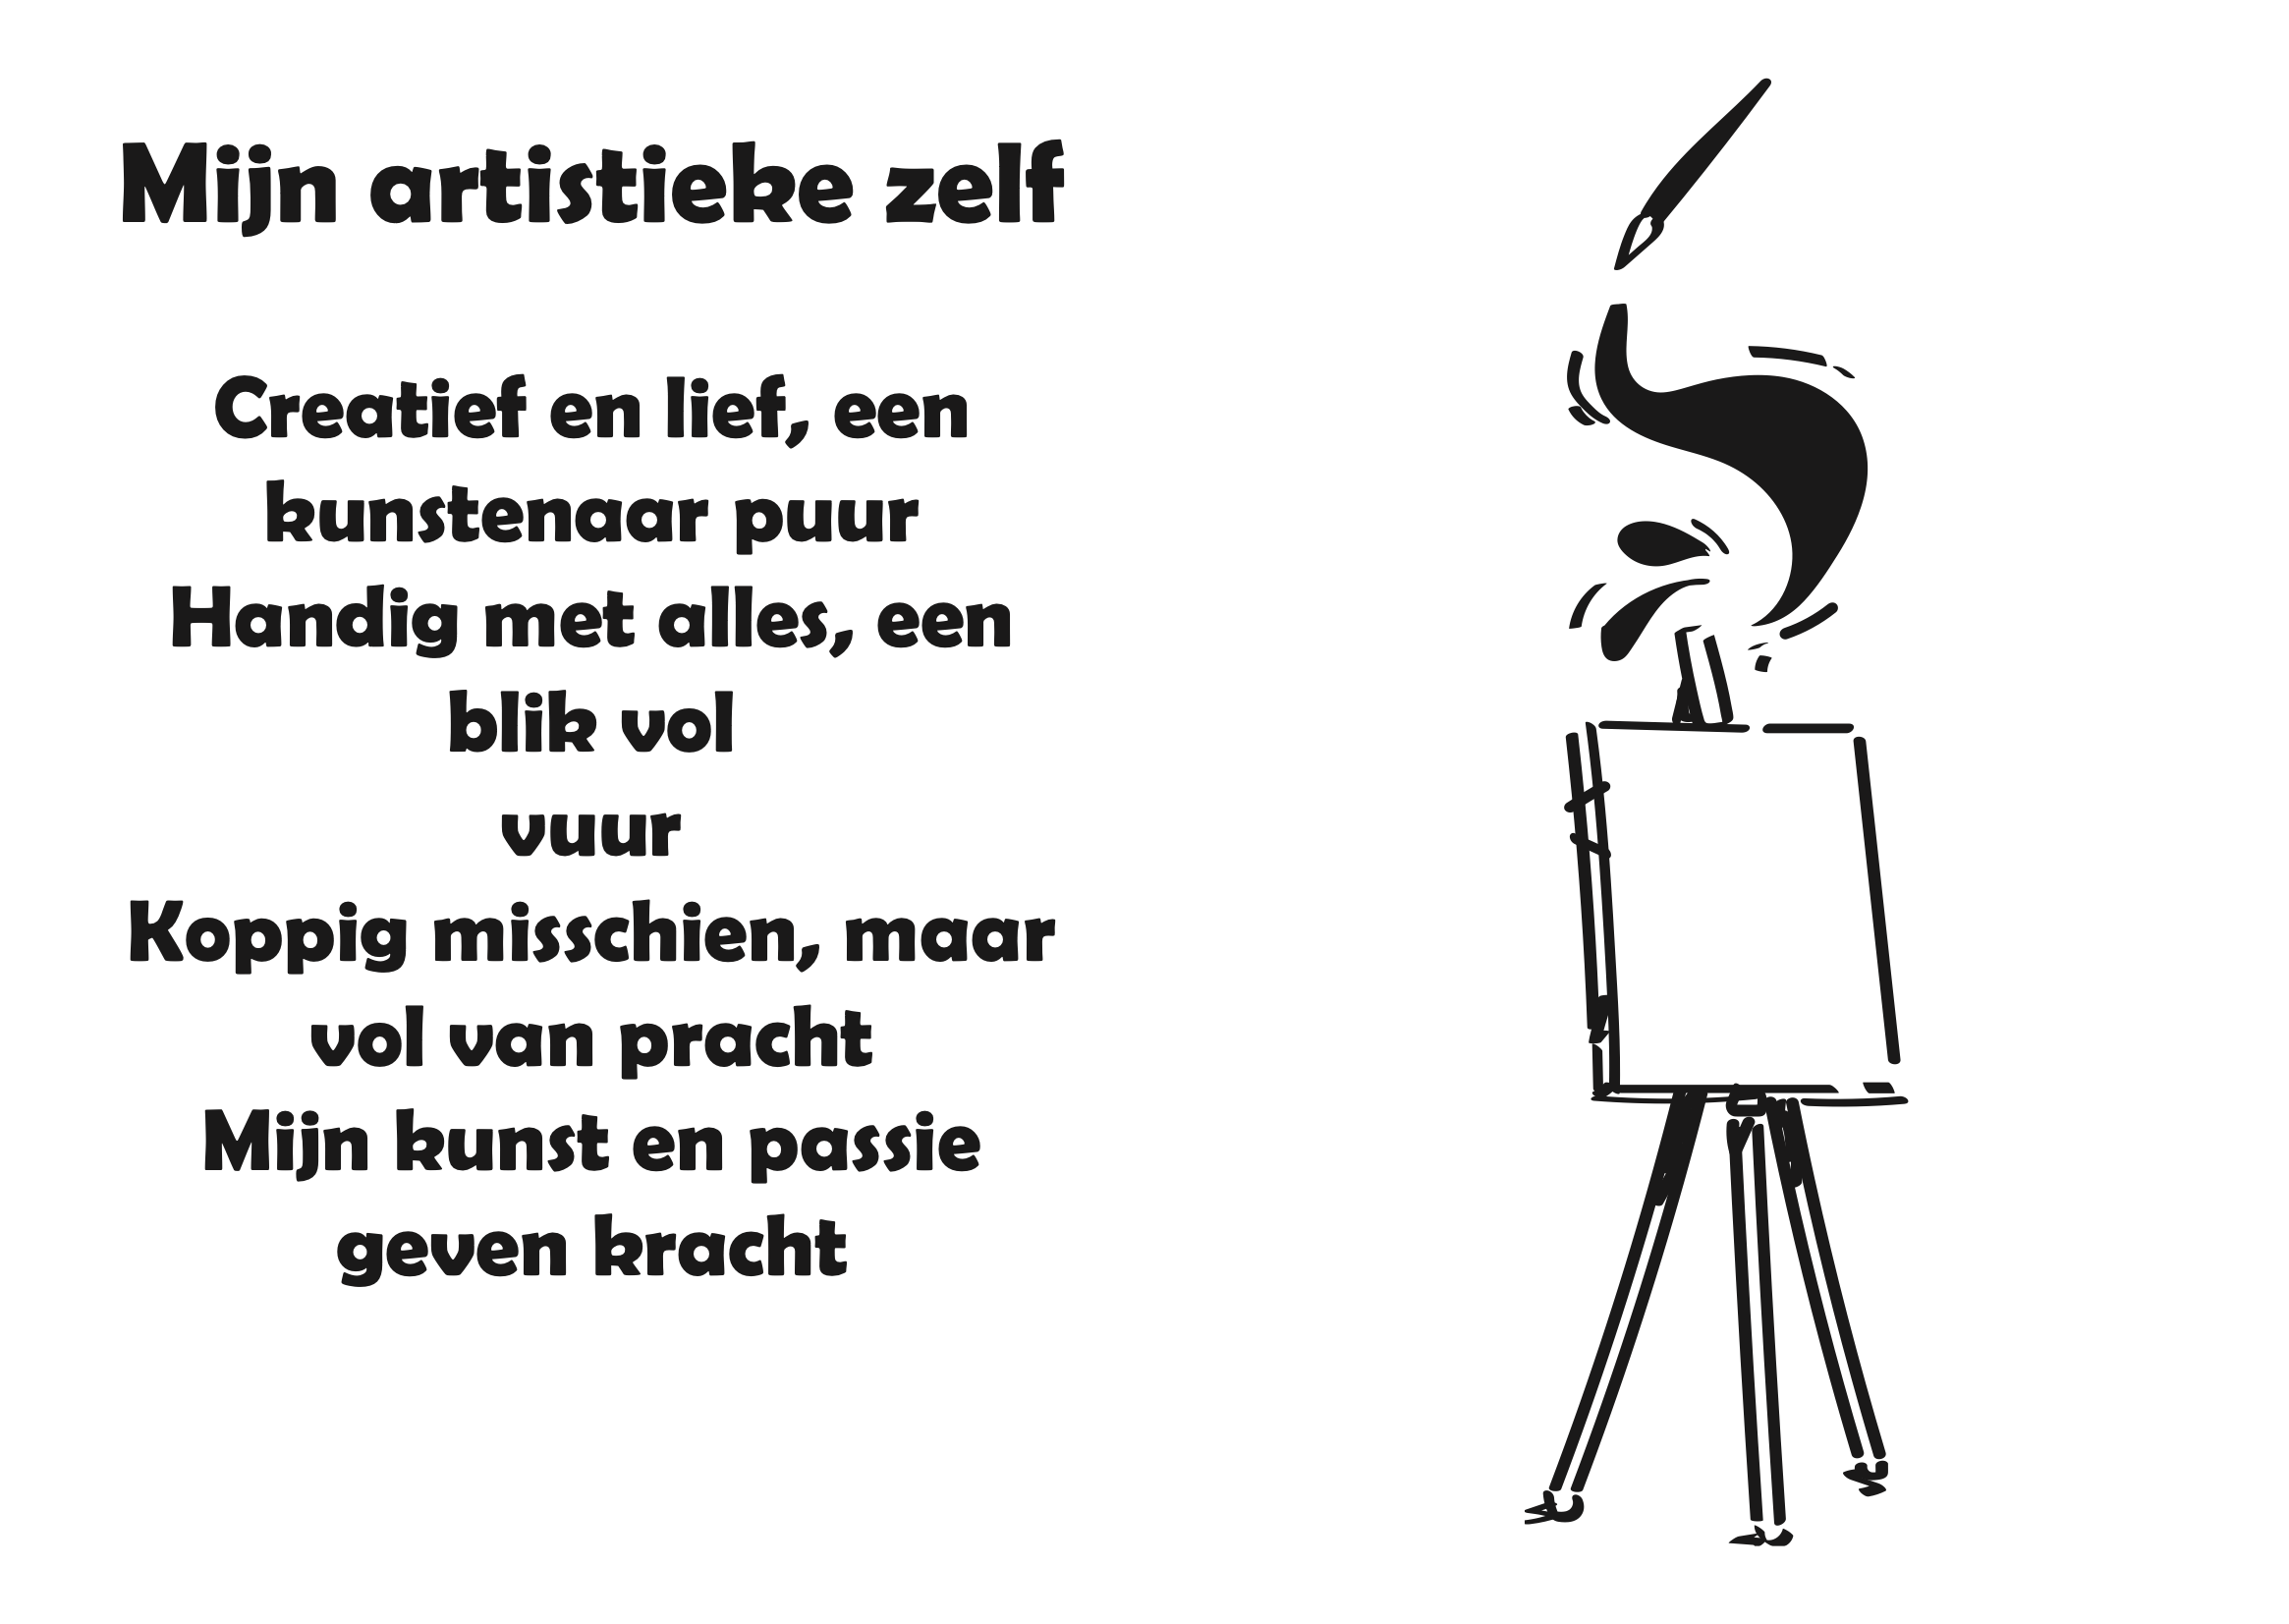 Mijn artistieke zelf
Creatief en lief, een
kunstenaar puur
Handig met alles, een
blik vol
vuur
Koppig misschien, maar
vol van pracht
Mijn kunst en passie
geven kracht